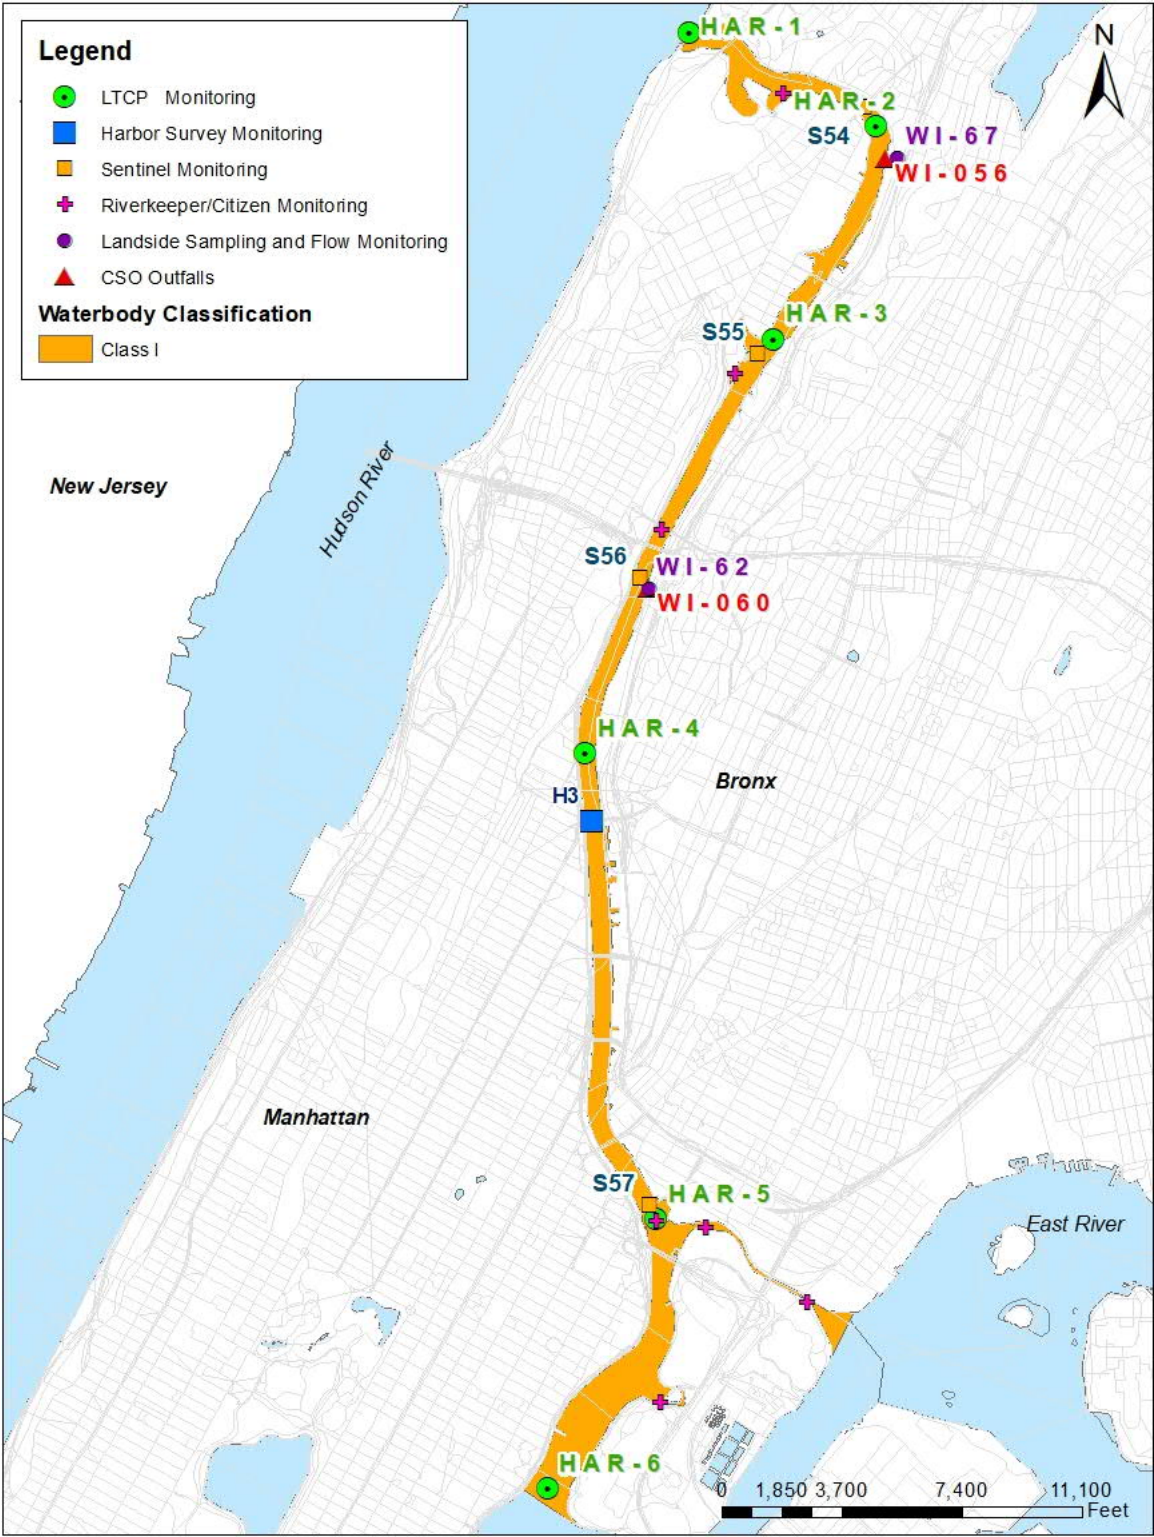 HAR-1
N
Legend
LTCP Monitoring
HAR-2
Harbor Survey Monitoring
S54
WI-67
Sentinel Monitoring
WI-056
Riverkeeper/Citizen Monitoring
Landside Sampling and Flow Monitoring
CSO Outfalls
Waterbody Classification
HAR-3
S55
Class I
New Jersey
Hudson River
S56
WI-62
WI-060
HAR-4
Bronx
H3
Manhattan
S57
HAR-5
East River
HAR-6
0 1,850 3,700 7,400 11,100
Feet